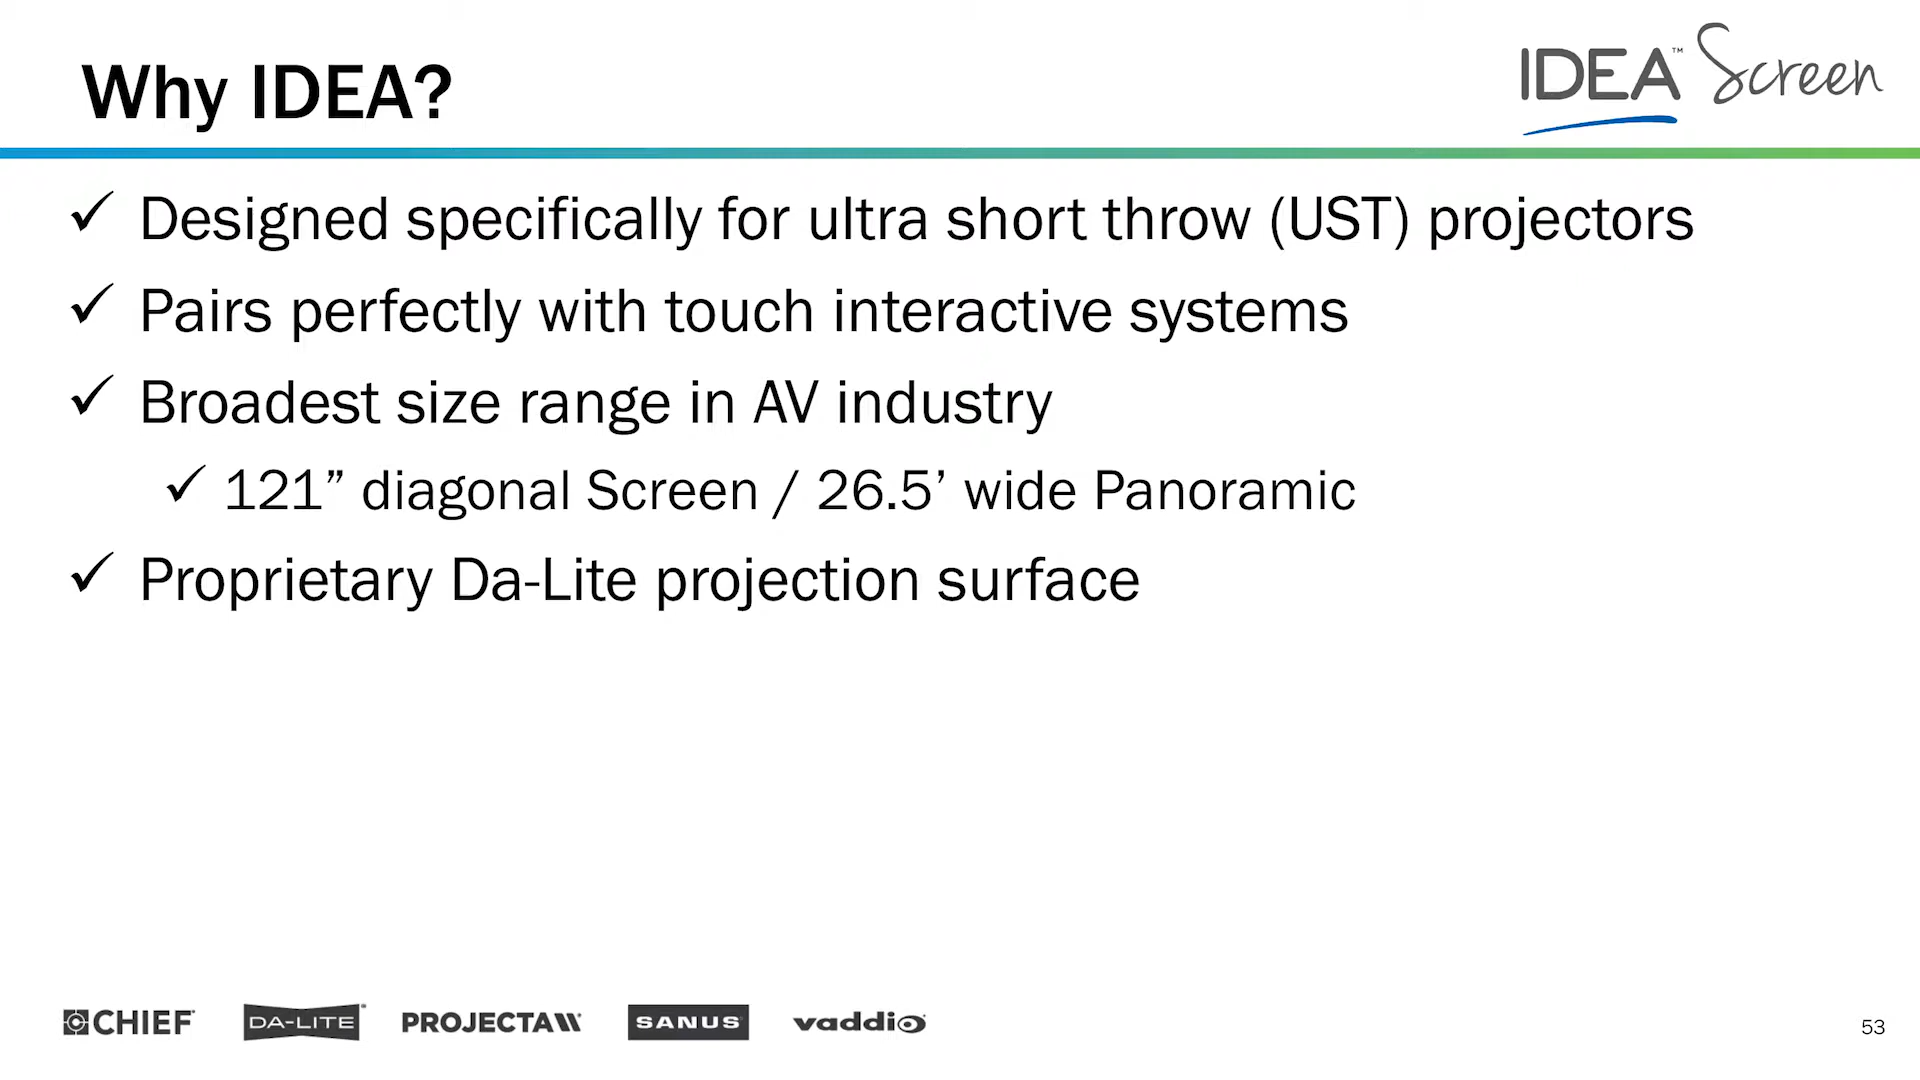 Why IDEA?
IDEA™ Screen
✓ Designed specifically for ultra short throw (UST) projectors
✓ Pairs perfectly with touch interactive systems
✓ Broadest size range in AV industry
✓ 121” diagonal Screen / 26.5’ wide Panoramic
✓ Proprietary Da-Lite projection surface
CHIEF DA-LITE PROJECTA SANUS vaddio
53